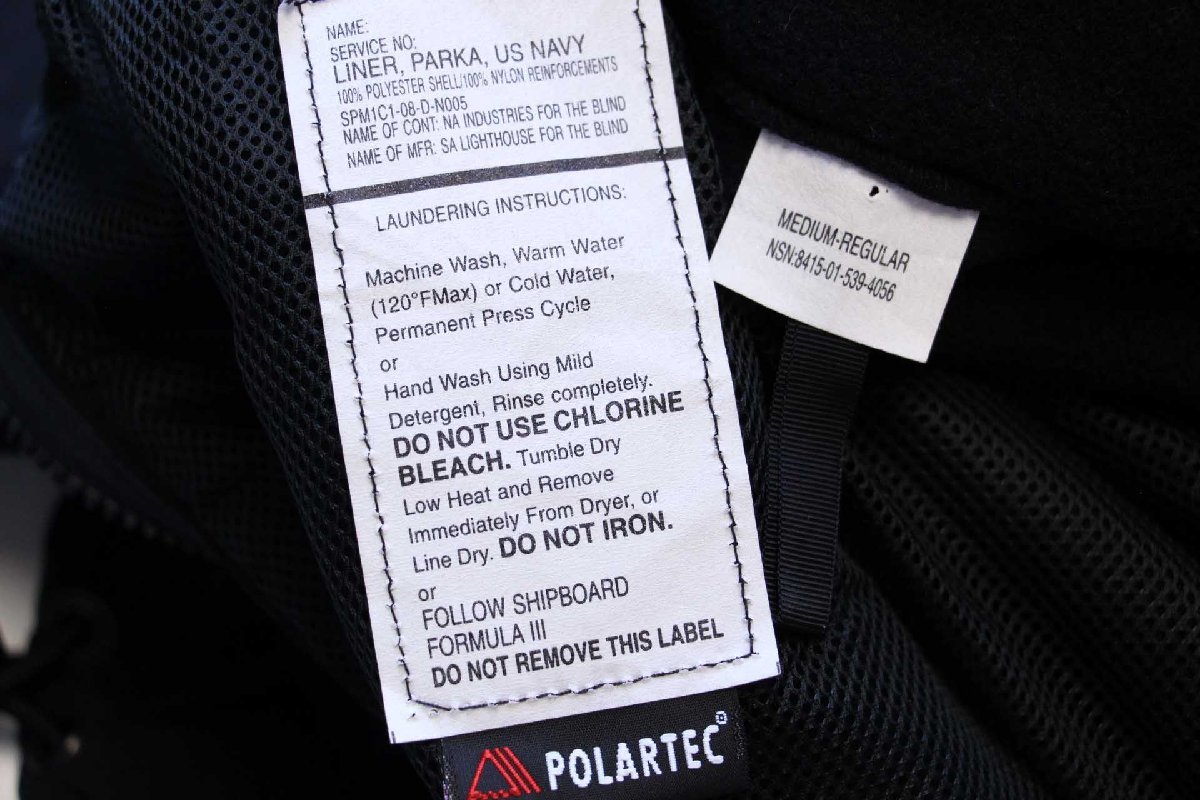 NAME:
SERVICE NO:
LINER, PARKA, US NAVY
100% POLYESTER SHELL/100% NYLON REINFORCEMENTS
SPM1C1-08-D-N005
NAME OF CONT: NA INDUSTRIES FOR THE BLIND
NAME OF MFR: SA LIGHTHOUSE FOR THE BLIND
LAUNDERING INSTRUCTIONS:
Machine Wash, Warm Water
(120°FMax) or Cold Water,
Permanent Press Cycle
or
Hand Wash Using Mild
Detergent, Rinse completely.
DO NOT USE CHLORINE
BLEACH. Tumble Dry
Low Heat and Remove
Immediately From Dryer, or
Line Dry. DO NOT IRON.
or
FOLLOW SHIPBOARD
FORMULA III
DO NOT REMOVE THIS LABEL
POLARTEC®
MEDIUM-REGULAR
NSN:8415-01-539-4056